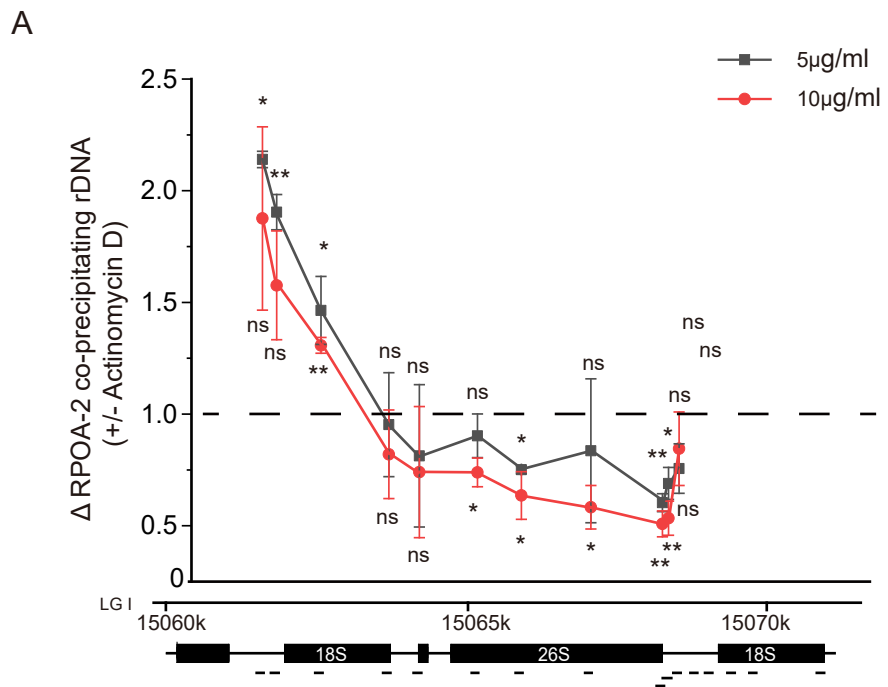 A
5µg/ml
10µg/ml
Δ RPOA-2 co-precipitating rDNA
(+/- Actinomycin D)
2.5
2.0
1.5
1.0
0.5
0
*
**
*
ns
ns
**
ns
ns
ns
ns
ns
*
*
*
ns
*
**
*
**
**
ns
ns
ns
ns
LG I
15060k
15065k
15070k
18S
26S
18S